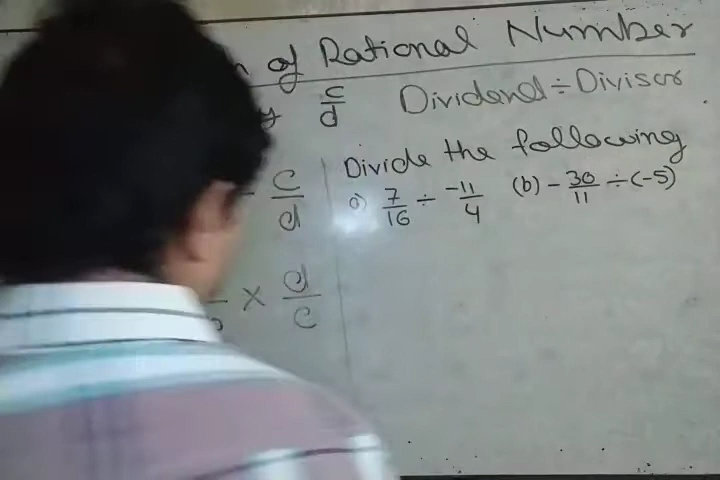 of Rational Number
c/d Dividend ÷ Divisor
Divide the following
a) 7/16 ÷ -11/4 (b) - 30/11 ÷ (-5)
c/d
× d/c